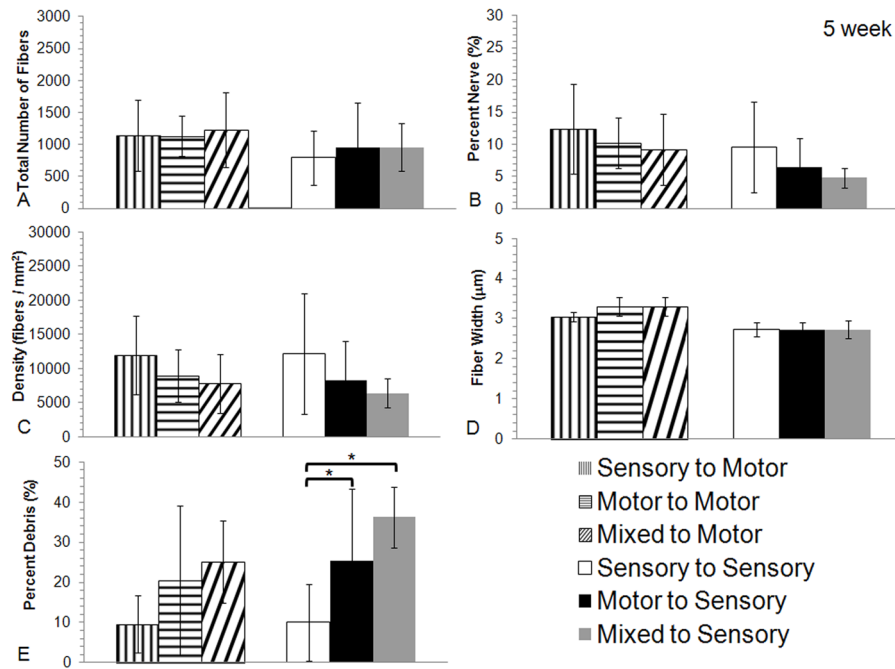 5 week
A Total Number of Fibers
3000
2500
2000
1500
1000
500
0
B Percent Nerve (%)
30
25
20
15
10
5
0
C Density (fibers / mm²)
30000
25000
20000
15000
10000
5000
0
D Fiber Width (µm)
5
4
3
2
1
0
E Percent Debris (%)
50
40
30
20
10
0
*
*
Sensory to Motor
Motor to Motor
Mixed to Motor
Sensory to Sensory
Motor to Sensory
Mixed to Sensory